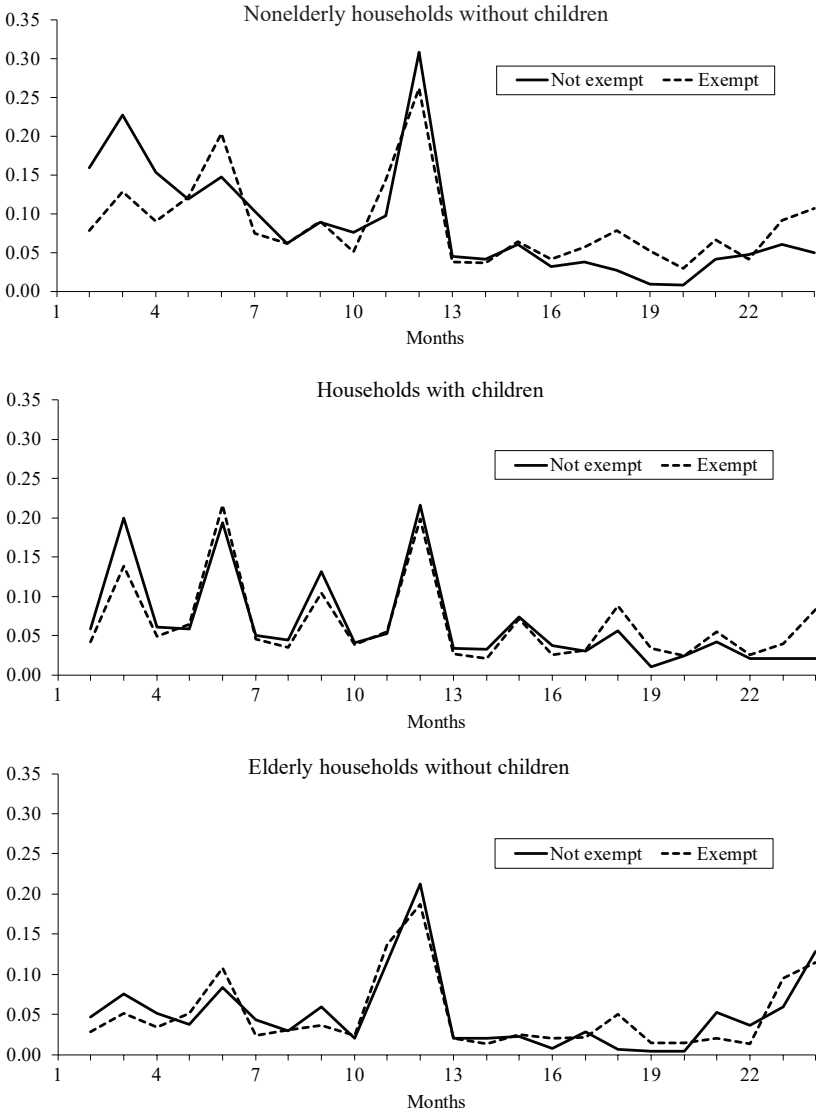 Nonelderly households without children
0.35
0.30
0.25
0.20
0.15
0.10
0.05
0.00
Not exempt Exempt
1 4 7 10 13 16 19 22
Months
Households with children
0.35
0.30
0.25
0.20
0.15
0.10
0.05
0.00
Not exempt Exempt
1 4 7 10 13 16 19 22
Months
Elderly households without children
0.35
0.30
0.25
0.20
0.15
0.10
0.05
0.00
Not exempt Exempt
1 4 7 10 13 16 19 22
Months